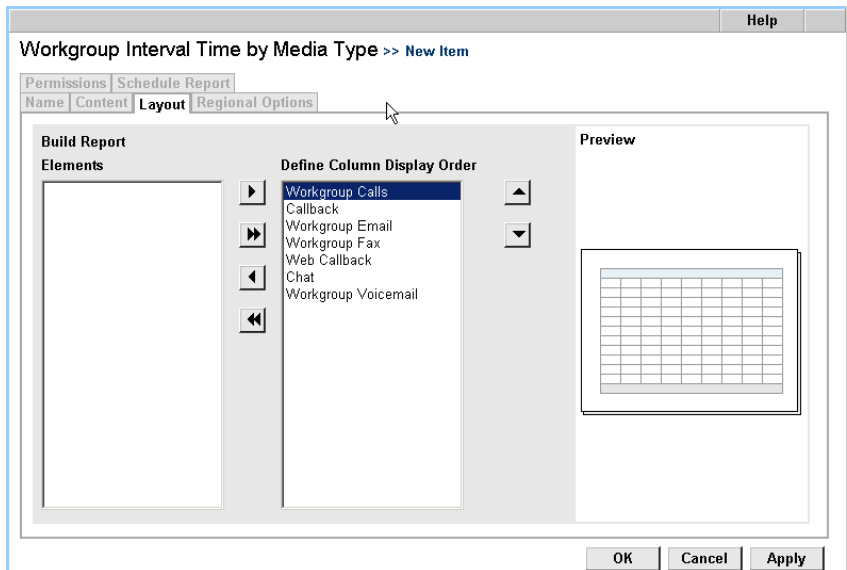 Help
Workgroup Interval Time by Media Type >> New Item
Permissions Schedule Report
Name Content Layout Regional Options
Build Report
Elements
Define Column Display Order
Workgroup Calls
Callback
Workgroup Email
Workgroup Fax
Web Callback
Chat
Workgroup Voicemail
Preview
OK Cancel Apply